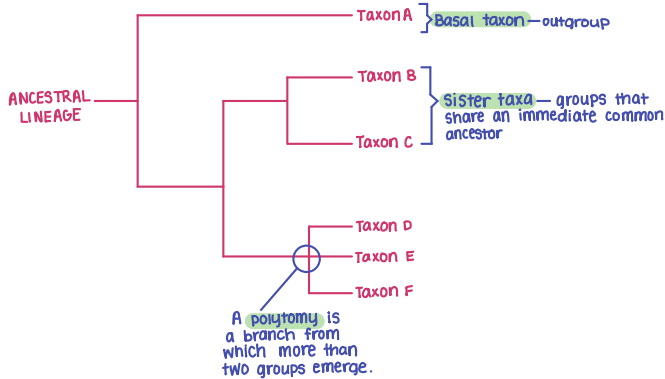 Taxon A
Basal taxon – outgroup
ANCESTRAL
LINEAGE
Taxon B
Sister taxa – groups that
share an immediate common
ancestor
Taxon C
Taxon D
Taxon E
Taxon F
A polytomy is
a branch from
which more than
two groups emerge.